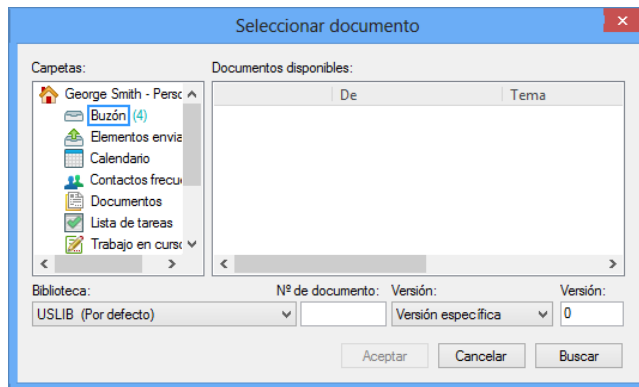 Seleccionar documento
Carpetas:
Documentos disponibles:
George Smith - Persc
Buzón (4)
Elementos envia
Calendario
Contactos frecu
Documentos
Lista de tareas
Trabajo en curs
De
Tema
Biblioteca:
Nº de documento:
Versión:
Versión:
USLIB (Por defecto)
Versión específica
0
Aceptar
Cancelar
Buscar